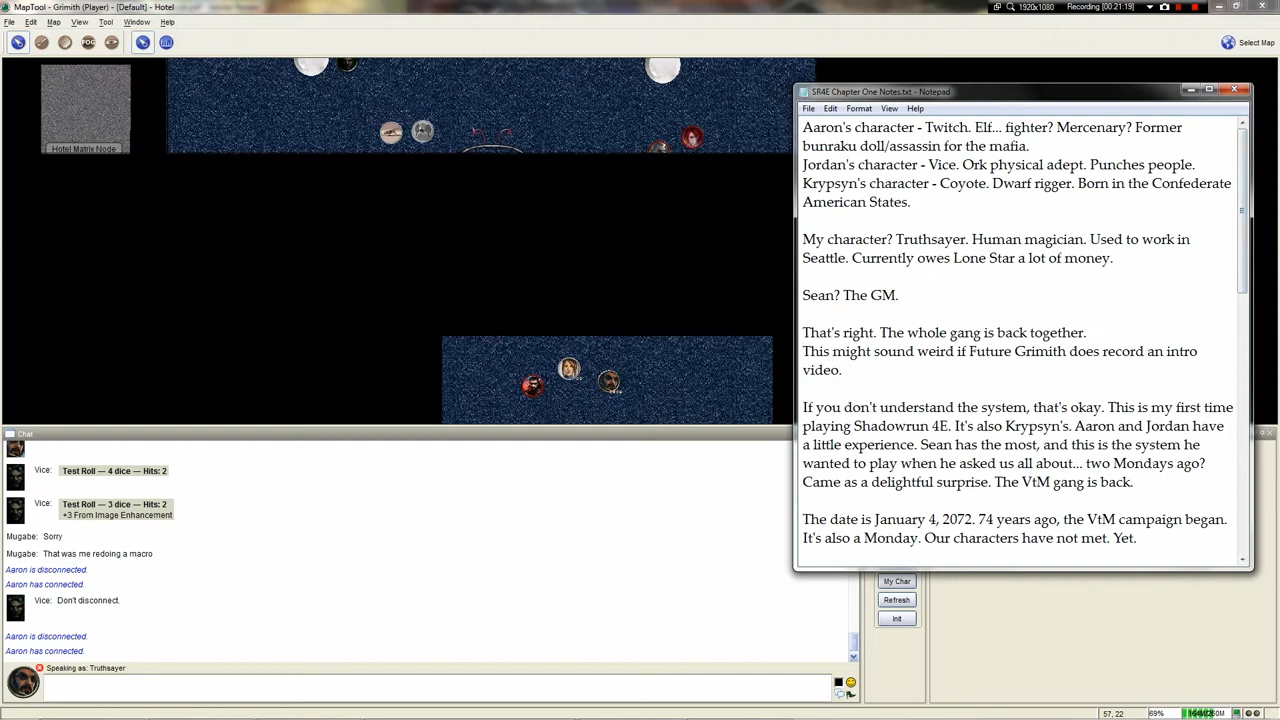 MapTool - Grimith (Player) - [Default] - Hotel
1920x1080
Recording [00:21:19]
File Edit Map View Tool Window Help
POG
Select Map
Hotel Matrix Node
SR4E Chapter One Notes.txt - Notepad
File Edit Format View Help
Aaron's character - Twitch. Elf... fighter? Mercenary? Former
bunraku doll/assassin for the mafia.
Jordan's character - Vice. Ork physical adept. Punches people.
Krypsyn's character - Coyote. Dwarf rigger. Born in the Confederate
American States.
My character? Truthsayer. Human magician. Used to work in
Seattle. Currently owes Lone Star a lot of money.
Sean? The GM.
That's right. The whole gang is back together.
This might sound weird if Future Grimith does record an intro
video.
If you don't understand the system, that's okay. This is my first time
playing Shadowrun 4E. It's also Krypsyn's. Aaron and Jordan have
a little experience. Sean has the most, and this is the system he
wanted to play when he asked us all about... two Mondays ago?
Came as a delightful surprise. The VtM gang is back.
The date is January 4, 2072. 74 years ago, the VtM campaign began.
It's also a Monday. Our characters have not met. Yet.
Chat
Vice: Test Roll — 4 dice — Hits: 2
Vice: Test Roll — 3 dice — Hits: 2
+3 From Image Enhancement
Mugabe: Sorry
Mugabe: That was me redoing a macro
Aaron is disconnected.
Aaron has connected.
Vice: Don't disconnect.
Aaron is disconnected.
Aaron has connected.
Speaking as: Truthsayer
My Char
Refresh
Init
57, 22
69%